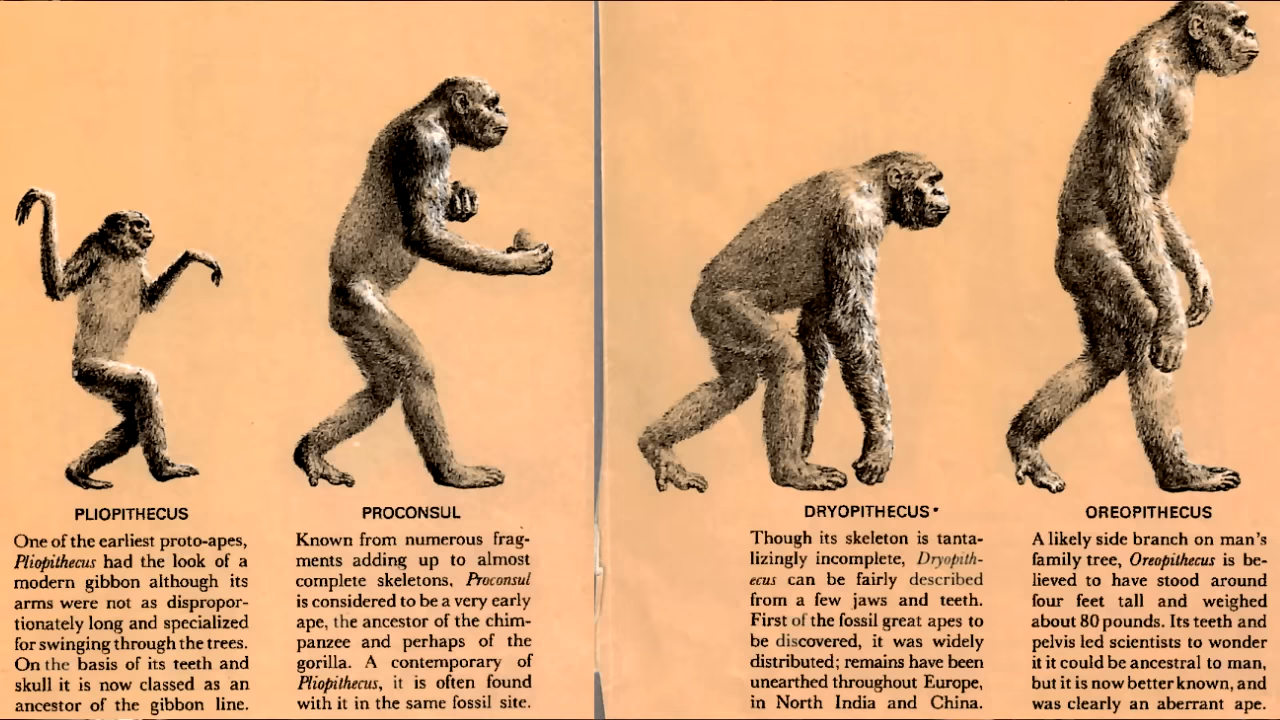 PLIOPITHECUS
One of the earliest proto-apes,
Pliopithecus had the look of a
modern gibbon although its
arms were not as dispropor-
tionately long and specialized
for swinging through the trees.
On the basis of its teeth and
skull it is now classed as an
ancestor of the gibbon line.
PROCONSUL
Known from numerous frag-
ments adding up to almost
complete skeletons, Proconsul
is considered to be a very early
ape, the ancestor of the chim-
panzee and perhaps of the
gorilla. A contemporary of
Pliopithecus, it is often found
with it in the same fossil site.
DRYOPITHECUS•
Though its skeleton is tanta-
lizingly incomplete, Dryopith-
ecus can be fairly described
from a few jaws and teeth.
First of the fossil great apes to
be discovered, it was widely
distributed; remains have been
unearthed throughout Europe,
in North India and China.
OREOPITHECUS
A likely side branch on man's
family tree, Oreopithecus is be-
lieved to have stood around
four feet tall and weighed
about 80 pounds. Its teeth and
pelvis led scientists to wonder
it it could be ancestral to man,
but it is now better known, and
was clearly an aberrant ape.